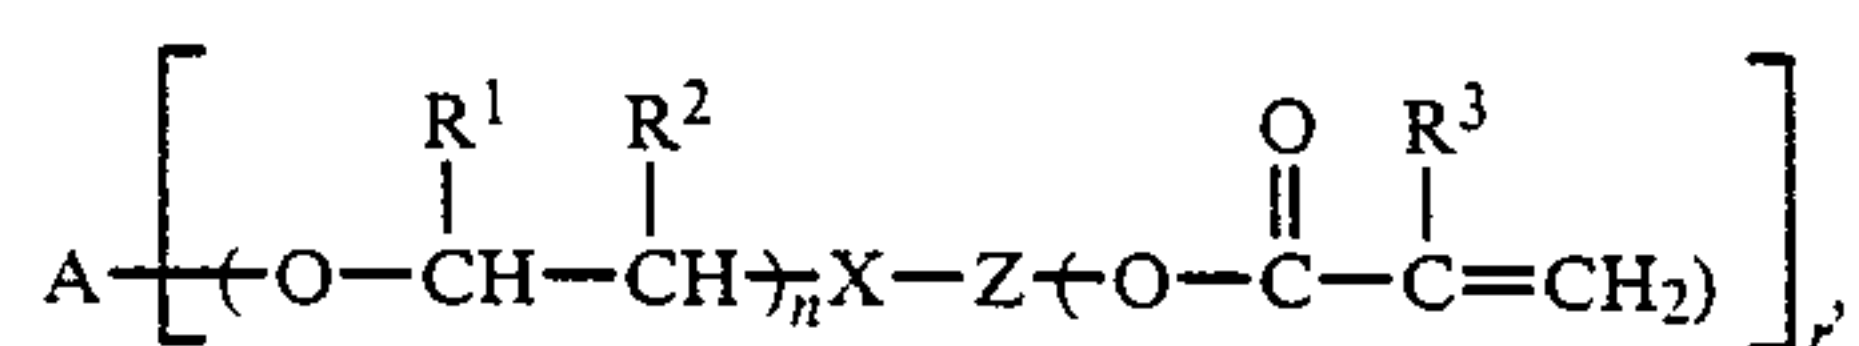 R¹ R² O R³
A—[(O—CH—CH)ₙX—Z(O—C—C=CH₂)]ᵣ,